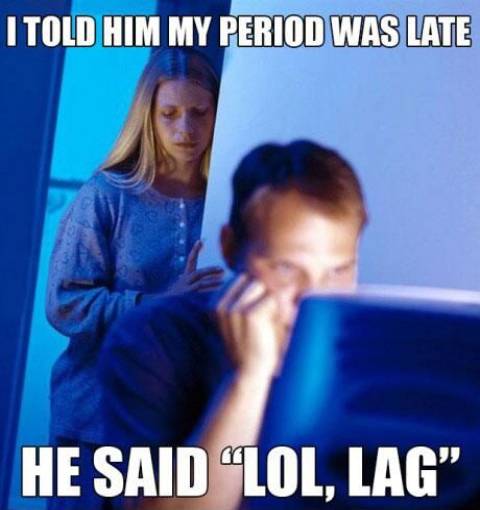 I TOLD HIM MY PERIOD WAS LATE
HE SAID “LOL, LAG”